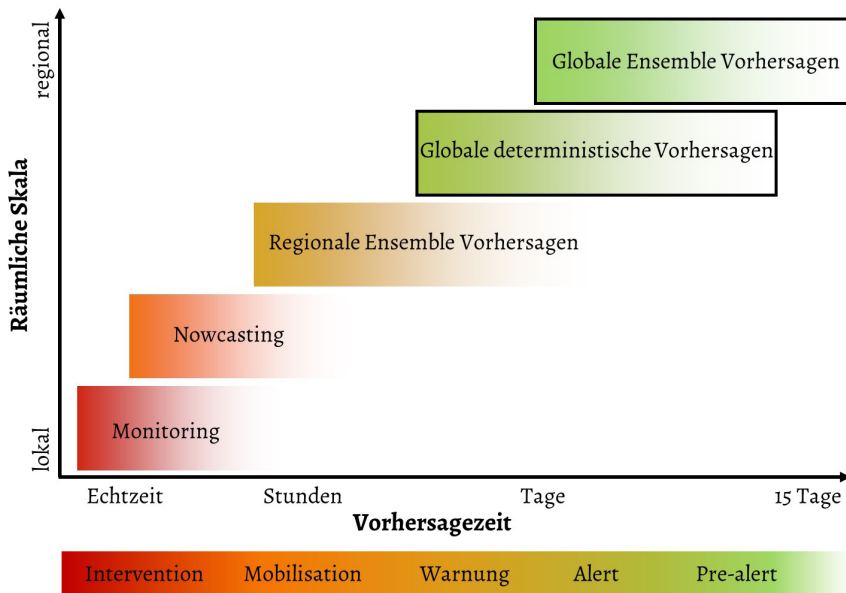 regional
Globale Ensemble Vorhersagen
Globale deterministische Vorhersagen
Räumliche Skala
Regionale Ensemble Vorhersagen
Nowcasting
Monitoring
lokal
Echtzeit Stunden Tage 15 Tage
Vorhersagezeit
Intervention Mobilisation Warnung Alert Pre-alert